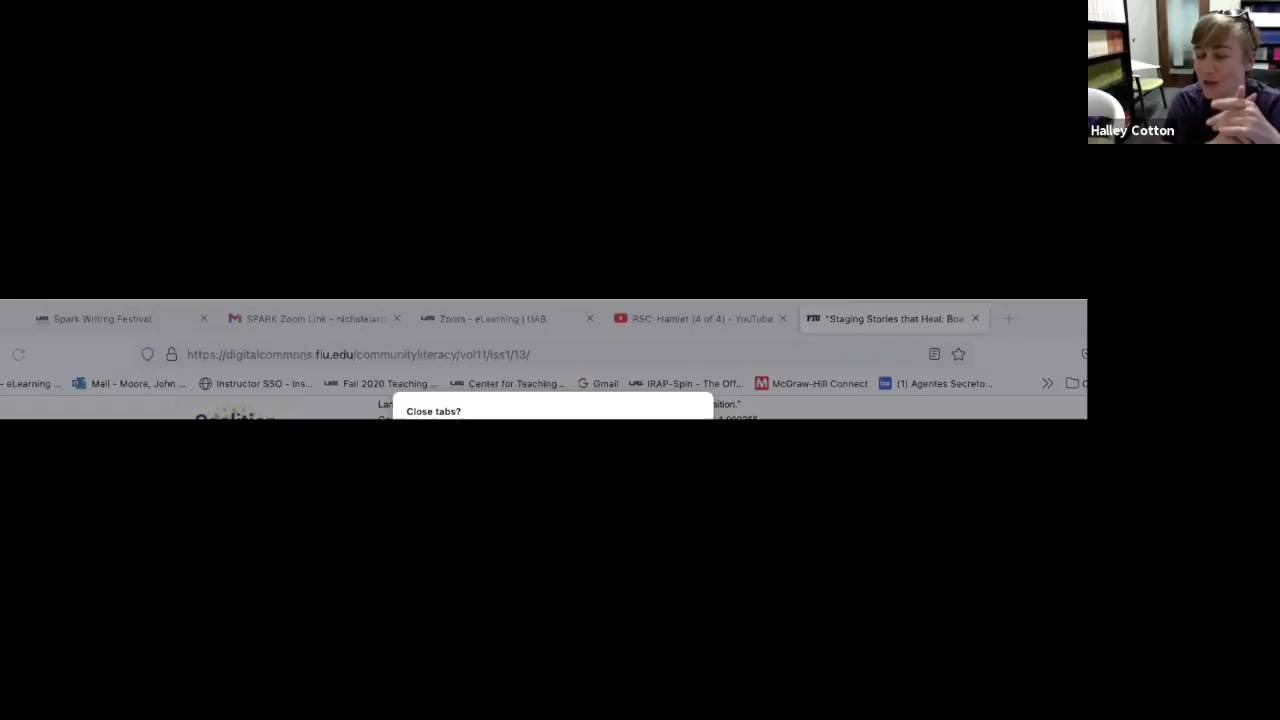 Halley Cotton
Spark Writing Festival
SPARK Zoom Link - nicholelaris
Zoom - eLearning | UAB
RSC: Hamlet (4 of 4) - YouTube
FIU "Staging Stories that Heal: Boa
https://digitalcommons.fiu.edu/communityliteracy/vol11/iss1/13/
- eLearning ...
Mail - Moore, John ...
Instructor SSO - Ins...
Fall 2020 Teaching ...
Center for Teaching...
Gmail
IRAP-Spin - The Off...
McGraw-Hill Connect
(1) Agentes Secreto...
Close tabs?